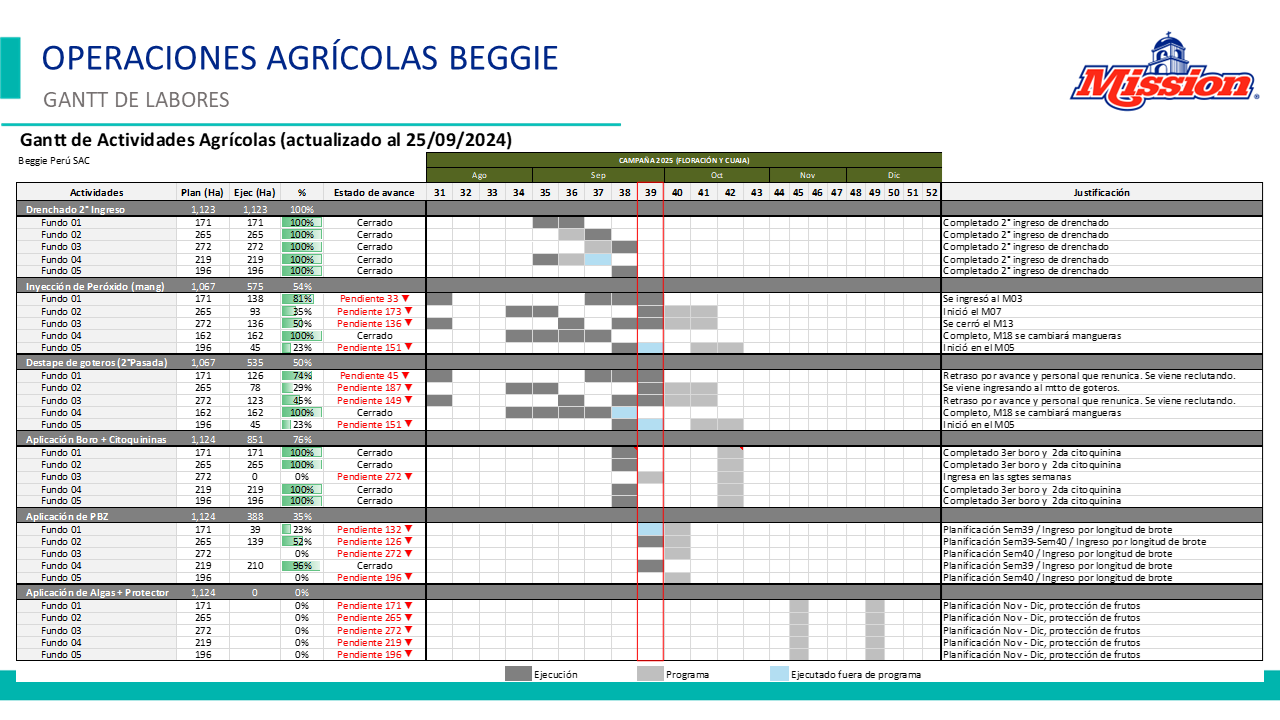 OPERACIONES AGRÍCOLAS BEGGIE
GANTT DE LABORES
Mission®
Gantt de Actividades Agrícolas (actualizado al 25/09/2024)
Beggie Perú SAC
CAMPAÑA 2025 (FLORACIÓN Y CUAJA)
Ago Sep Oct Nov Dic
Actividades Plan (Ha) Ejec (Ha) % Estado de avance 31 32 33 34 35 36 37 38 39 40 41 42 43 44 45 46 47 48 49 50 51 52 Justificación
Drenchado 2° Ingreso 1,123 1,123 100%
Fundo 01 171 171 100% Cerrado Completado 2° ingreso de drenchado
Fundo 02 265 265 100% Cerrado Completado 2° ingreso de drenchado
Fundo 03 272 272 100% Cerrado Completado 2° ingreso de drenchado
Fundo 04 219 219 100% Cerrado Completado 2° ingreso de drenchado
Fundo 05 196 196 100% Cerrado Completado 2° ingreso de drenchado
Inyección de Peróxido (mang) 1,067 575 54%
Fundo 01 171 138 81% Pendiente 33 ▼ Se ingresó al M03
Fundo 02 265 93 35% Pendiente 173 ▼ Inició el M07
Fundo 03 272 136 50% Pendiente 136 ▼ Se cerró el M13
Fundo 04 162 162 100% Cerrado Completo, M18 se cambiará mangueras
Fundo 05 196 45 23% Pendiente 151 ▼ Inició en el M05
Destape de goteros (2°Pasada) 1,067 535 50%
Fundo 01 171 126 74% Pendiente 45 ▼ Retraso por avance y personal que renunica. Se viene reclutando.
Fundo 02 265 78 29% Pendiente 187 ▼ Se viene ingresando al mtto de goteros.
Fundo 03 272 123 45% Pendiente 149 ▼ Retraso por avance y personal que renunica. Se viene reclutando.
Fundo 04 162 162 100% Cerrado Completo, M18 se cambiará mangueras
Fundo 05 196 45 23% Pendiente 151 ▼ Inició en el M05
Aplicación Boro + Citoquininas 1,124 851 76%
Fundo 01 171 171 100% Cerrado Completado 3er boro y 2da citoquinina
Fundo 02 265 265 100% Cerrado Completado 3er boro y 2da citoquinina
Fundo 03 272 0 0% Pendiente 272 ▼ Ingresa en las sgtes semanas
Fundo 04 219 219 100% Cerrado Completado 3er boro y 2da citoquinina
Fundo 05 196 196 100% Cerrado Completado 3er boro y 2da citoquinina
Aplicación de PBZ 1,124 388 35%
Fundo 01 171 39 23% Pendiente 132 ▼ Planificación Sem39 / Ingreso por longitud de brote
Fundo 02 265 139 52% Pendiente 126 ▼ Planificación Sem39-Sem40 / Ingreso por longitud de brote
Fundo 03 272 0% Pendiente 272 ▼ Planificación Sem40 / Ingreso por longitud de brote
Fundo 04 219 210 96% Cerrado Planificación Sem39 / Ingreso por longitud de brote
Fundo 05 196 0% Pendiente 196 ▼ Planificación Sem40 / Ingreso por longitud de brote
Aplicación de Algas + Protector 1,124 0 0%
Fundo 01 171 0% Pendiente 171 ▼ Planificación Nov - Dic, protección de frutos
Fundo 02 265 0% Pendiente 265 ▼ Planificación Nov - Dic, protección de frutos
Fundo 03 272 0% Pendiente 272 ▼ Planificación Nov - Dic, protección de frutos
Fundo 04 219 0% Pendiente 219 ▼ Planificación Nov - Dic, protección de frutos
Fundo 05 196 0% Pendiente 196 ▼ Planificación Nov - Dic, protección de frutos
Ejecución Programa Ejecutado fuera de programa